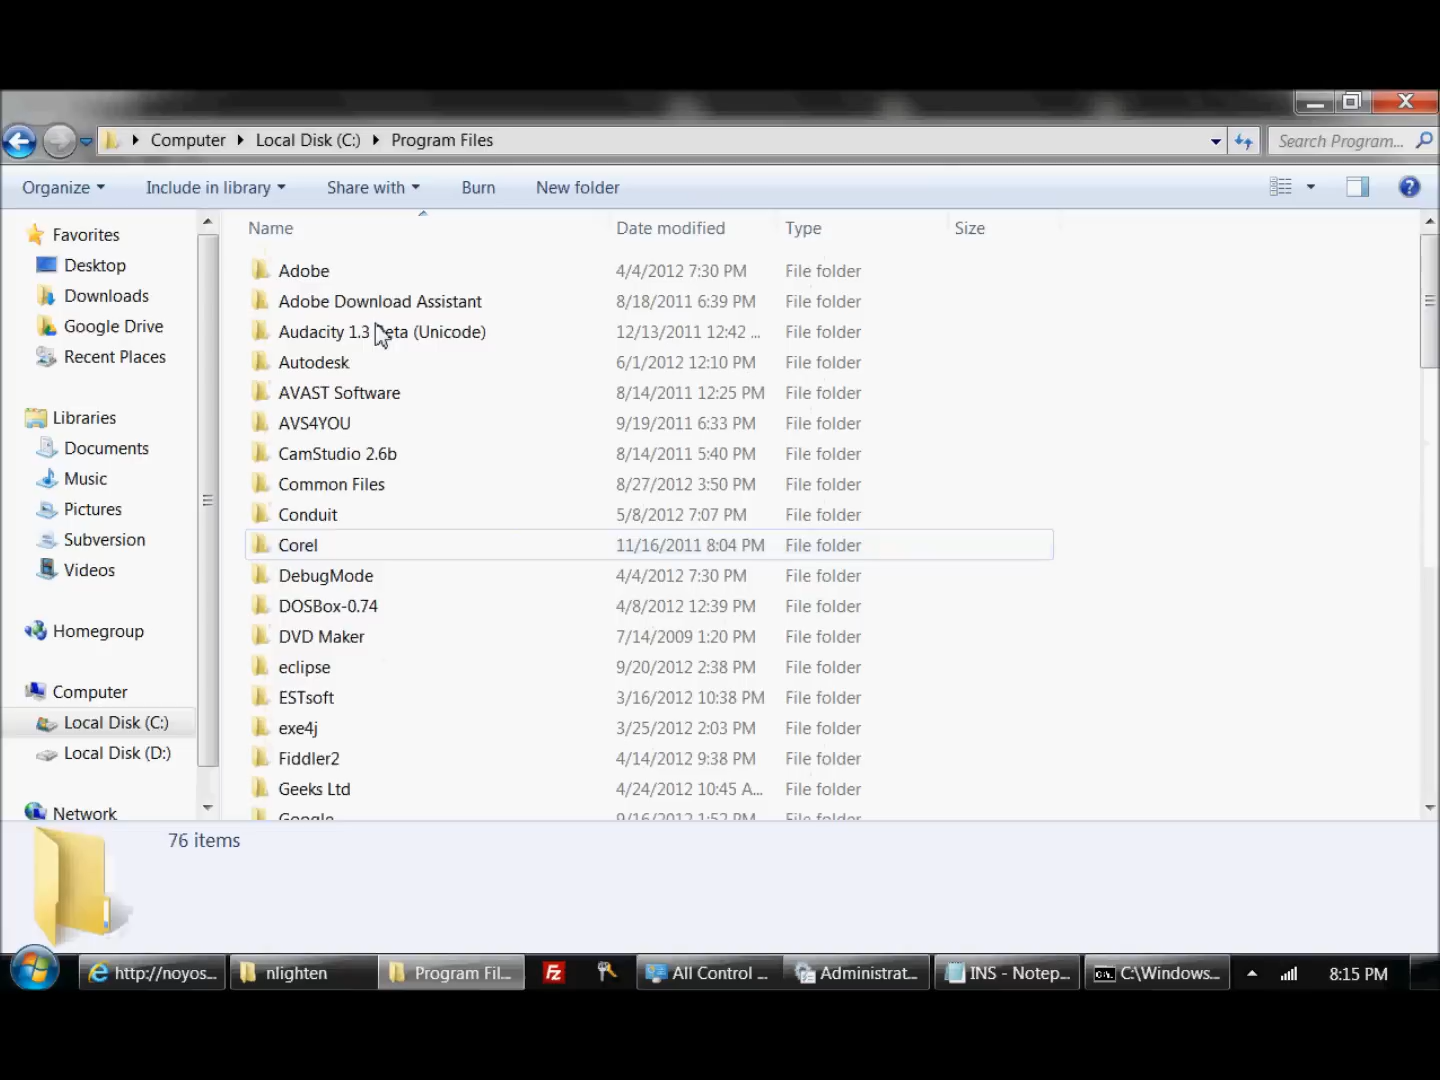 Computer Local Disk (C:) Program Files
Search Program...
Organize Include in library Share with Burn New folder
Name Date modified Type Size
Favorites
Desktop
Downloads
Google Drive
Recent Places
Libraries
Documents
Music
Pictures
Subversion
Videos
Homegroup
Computer
Local Disk (C:)
Local Disk (D:)
Network
Adobe 4/4/2012 7:30 PM File folder
Adobe Download Assistant 8/18/2011 6:39 PM File folder
Audacity 1.3 Beta (Unicode) 12/13/2011 12:42 ... File folder
Autodesk 6/1/2012 12:10 PM File folder
AVAST Software 8/14/2011 12:25 PM File folder
AVS4YOU 9/19/2011 6:33 PM File folder
CamStudio 2.6b 8/14/2011 5:40 PM File folder
Common Files 8/27/2012 3:50 PM File folder
Conduit 5/8/2012 7:07 PM File folder
Corel 11/16/2011 8:04 PM File folder
DebugMode 4/4/2012 7:30 PM File folder
DOSBox-0.74 4/8/2012 12:39 PM File folder
DVD Maker 7/14/2009 1:20 PM File folder
eclipse 9/20/2012 2:38 PM File folder
ESTsoft 3/16/2012 10:38 PM File folder
exe4j 3/25/2012 2:03 PM File folder
Fiddler2 4/14/2012 9:38 PM File folder
Geeks Ltd 4/24/2012 10:45 A... File folder
Google 9/16/2012 1:52 PM File folder
76 items
http://noyos... nlighten Program Fil... Fz All Control ... Administrat... INS - Notep... C:\Windows... 8:15 PM